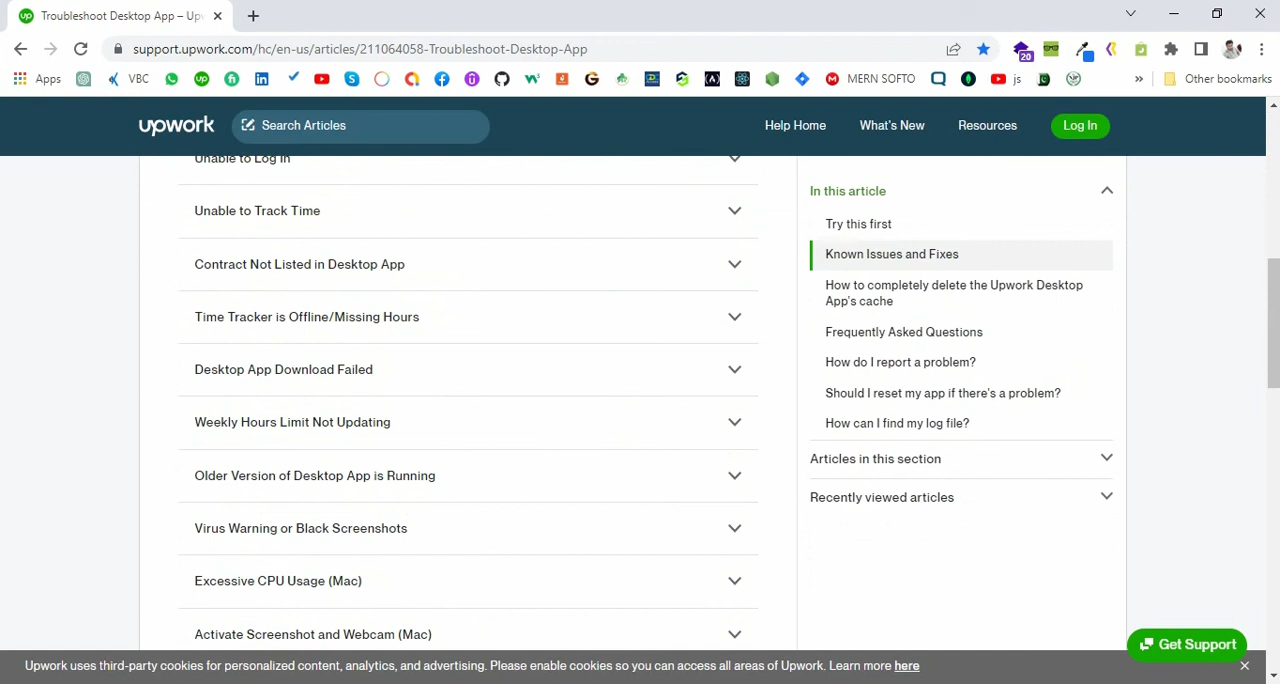 up Troubleshoot Desktop App – Up
support.upwork.com/hc/en-us/articles/211064058-Troubleshoot-Desktop-App
20
Apps
VBC
up
fi
MERN SOFTO
js
»
Other bookmarks
upwork
Search Articles
Help Home
What's New
Resources
Log In
Unable to Log In
Unable to Track Time
Contract Not Listed in Desktop App
Time Tracker is Offline/Missing Hours
Desktop App Download Failed
Weekly Hours Limit Not Updating
Older Version of Desktop App is Running
Virus Warning or Black Screenshots
Excessive CPU Usage (Mac)
Activate Screenshot and Webcam (Mac)
In this article
Try this first
Known Issues and Fixes
How to completely delete the Upwork Desktop
App's cache
Frequently Asked Questions
How do I report a problem?
Should I reset my app if there's a problem?
How can I find my log file?
Articles in this section
Recently viewed articles
Get Support
Upwork uses third-party cookies for personalized content, analytics, and advertising. Please enable cookies so you can access all areas of Upwork. Learn more here